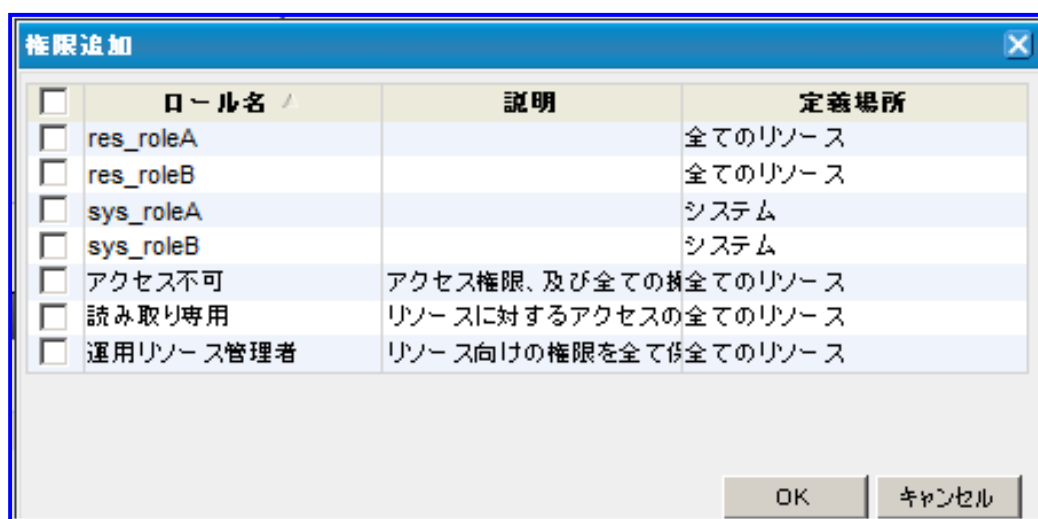 権限追加
ロール名 説明 定義場所
res_roleA 全てのリソース
res_roleB 全てのリソース
sys_roleA システム
sys_roleB システム
アクセス不可 アクセス権限、及び全ての 全てのリソース
読み取り専用 リソースに対するアクセスの 全てのリソース
運用リソース管理者 リソース向けの権限を全て 全てのリソース
OK キャンセル